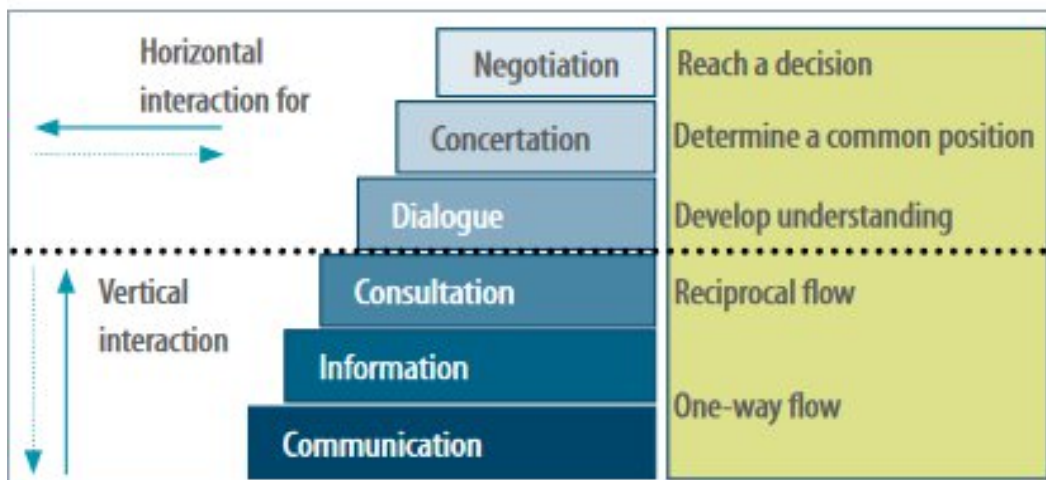 Horizontal
interaction for
Negotiation
Reach a decision
Concertation
Determine a common position
Dialogue
Develop understanding
Vertical
interaction
Consultation
Reciprocal flow
Information
One-way flow
Communication